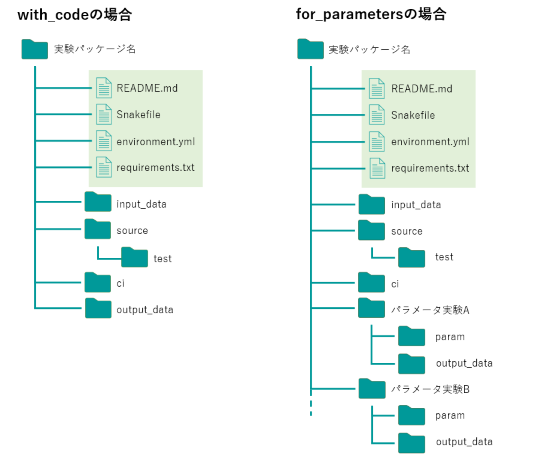 with_codeの場合
実験パッケージ名
README.md
Snakefile
environment.yml
requirements.txt
input_data
source
test
ci
output_data
for_parametersの場合
実験パッケージ名
README.md
Snakefile
environment.yml
requirements.txt
input_data
source
test
ci
パラメータ実験A
param
output_data
パラメータ実験B
param
output_data